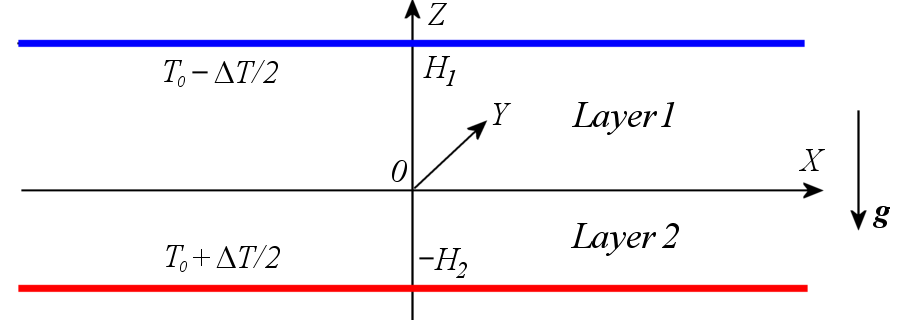 Z
T₀ − ΔT/2
H₁
Layer 1
Y
0
X
g
Layer 2
T₀ + ΔT/2
−H₂